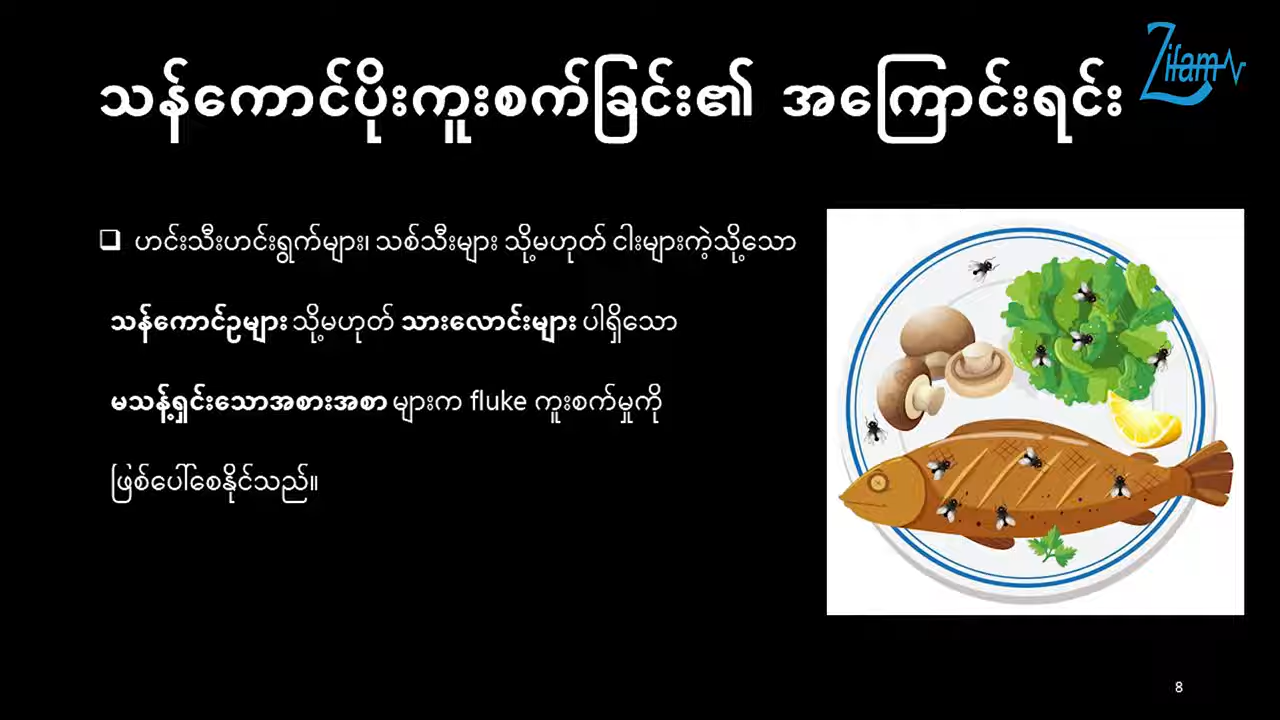 Zifam
သန်ကောင်ပိုးကူးစက်ခြင်း၏ အကြောင်းရင်း
❑ ဟင်းသီးဟင်းရွက်များ၊ သစ်သီးများ သို့မဟုတ် ငါးများကဲ့သို့သော
သန်ကောင်ဥများ သို့မဟုတ် သားလောင်းများ ပါရှိသော
မသန့်ရှင်းသောအစားအစာ များက fluke ကူးစက်မှုကို
ဖြစ်ပေါ်စေနိုင်သည်။
8